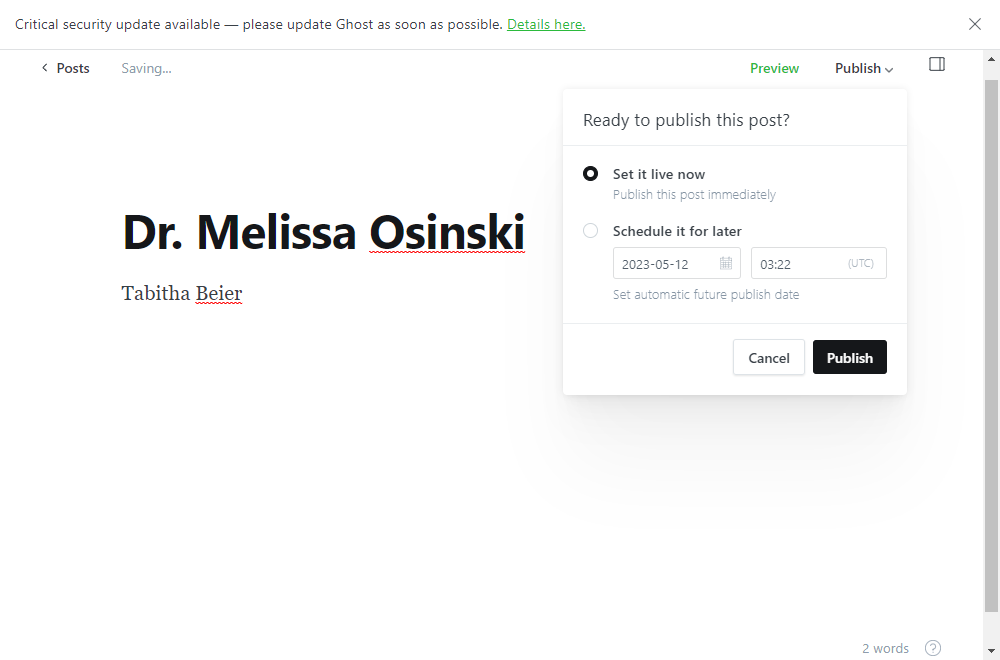 Critical security update available — please update Ghost as soon as possible. Details here.
Posts Saving... Preview Publish
Ready to publish this post?
Set it live now
Publish this post immediately
Schedule it for later
2023-05-12 03:22 (UTC)
Set automatic future publish date
Cancel Publish
Dr. Melissa Osinski
Tabitha Beier
2 words ?